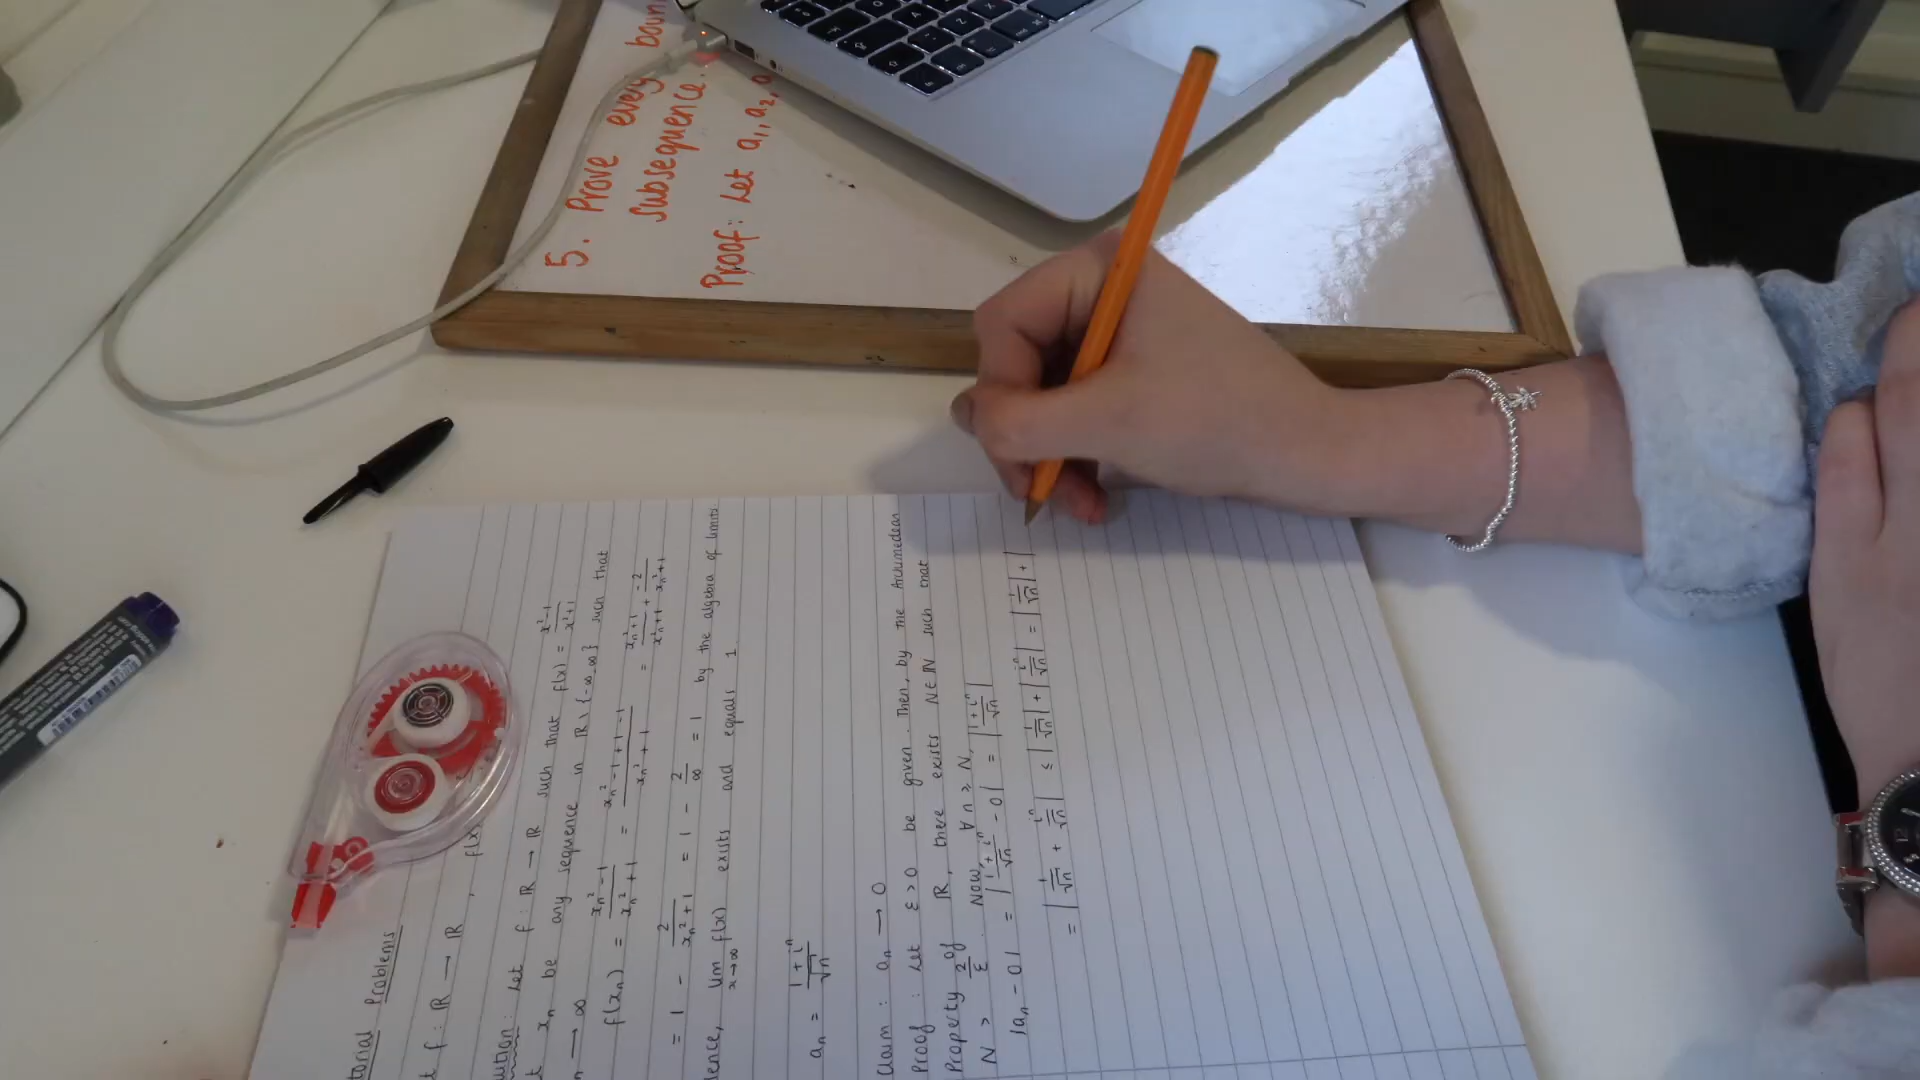 5. Prove every boun
subsequence.
Proof: Let a₁, a₂, a
torial Problems
t f : ℝ → ℝ , f(x)
ution: Let f : ℝ → ℝ such that f(x) = (x²-1)/(x²+1)
t xₙ be any sequence in ℝ\{-∞,∞} such that
n → ∞
f(xₙ) = (xₙ²-1)/(xₙ²+1) = (xₙ²-1+1-1)/(xₙ²+1) = (xₙ²+1)/(xₙ²+1) + (-2)/(xₙ²+1)
= 1 - 2/(xₙ²+1) = 1 - 2/∞ = 1 by the algebra of limits
ence, lim x→∞ f(x) exists and equals 1.
aₙ = (1+iⁿ)/√n
Claim: aₙ → 0
Proof: Let ε>0 be given. Then, by the Archimedean
Property of ℝ, there exists N∈ℕ such that
N > 2/ε. Now, ∀ n ≥ N,
|aₙ - 0| = |(1+iⁿ)/√n - 0| = |(1+iⁿ)/√n|
= |1/√n + iⁿ/√n| ≤ |1/√n| + |iⁿ/√n| = |1/√n| + |